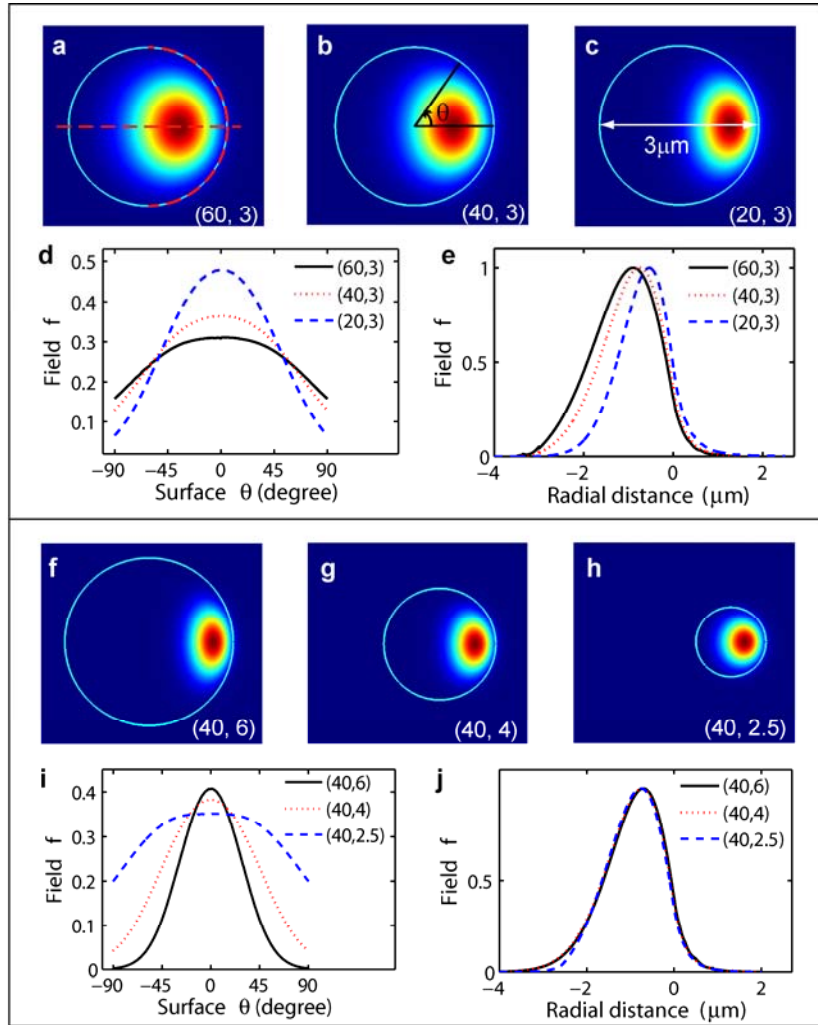 a
(60, 3)
b
θ
(40, 3)
c
3μm
(20, 3)
d
Field f
0.5
0.4
0.3
0.2
0.1
(60,3)
(40,3)
(20,3)
−90 −45 0 45 90
Surface θ (degree)
e
Field f
1
0.5
0
(60,3)
(40,3)
(20,3)
−4 −2 0 2
Radial distance (μm)
f
(40, 6)
g
(40, 4)
h
(40, 2.5)
i
Field f
0.4
0.3
0.2
0.1
0
(40,6)
(40,4)
(40,2.5)
−90 −45 0 45 90
Surface θ (degree)
j
Field f
0.5
0
(40,6)
(40,4)
(40,2.5)
−4 −2 0 2
Radial distance (μm)